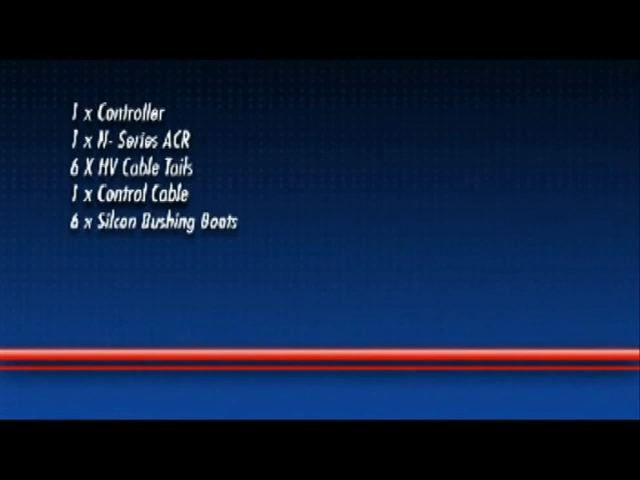 1 x Controller
1 x N- Series ACR
6 X HV Cable Tails
1 x Control Cable
6 x Silcon Bushing Boots